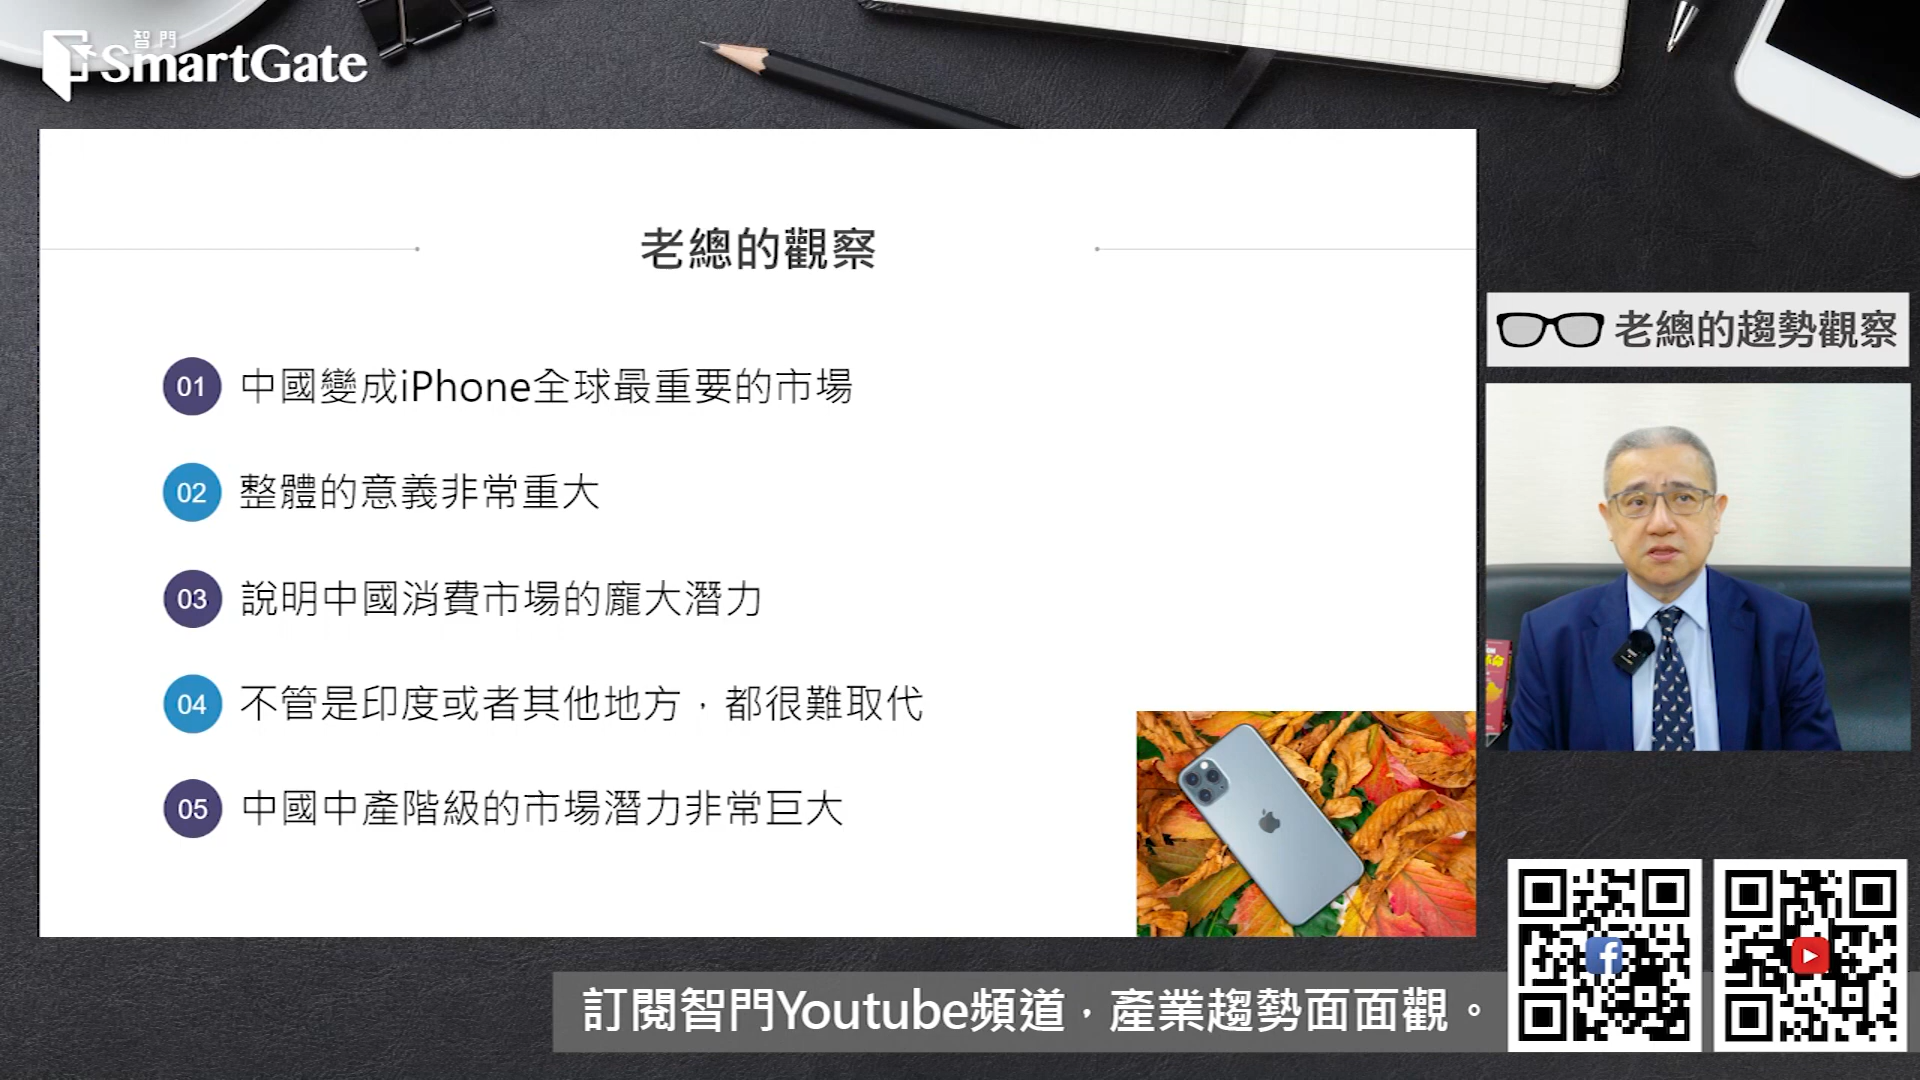 智門
SmartGate
老總的觀察
01 中國變成iPhone全球最重要的市場
02 整體的意義非常重大
03 說明中國消費市場的龐大潛力
04 不管是印度或者其他地方，都很難取代
05 中國中產階級的市場潛力非常巨大
老總的趨勢觀察
訂閱智門Youtube頻道，產業趨勢面面觀。